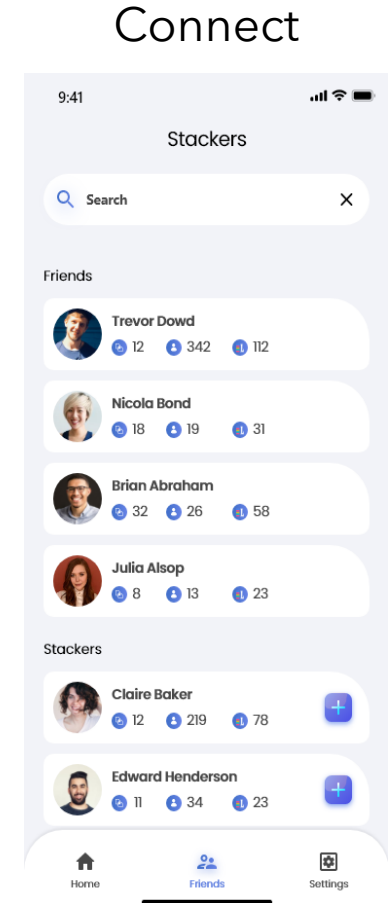 Connect
9:41
Stackers
Search
Friends
Trevor Dowd
12 342 112
Nicola Bond
18 19 31
Brian Abraham
32 26 58
Julia Alsop
8 13 23
Stackers
Claire Baker
12 219 78
Edward Henderson
11 34 23
Home Friends Settings